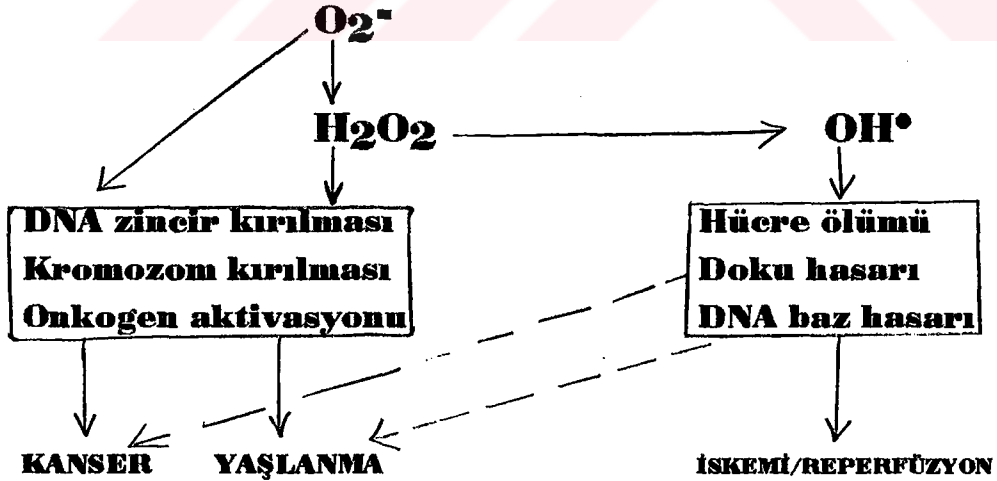 O2-
H2O2 OH•
DNA zincir kırılması
Kromozom kırılması
Onkogen aktivasyonu
Hücre ölümü
Doku hasarı
DNA baz hasarı
KANSER YAŞLANMA İSKEMİ/REPERFÜZYON